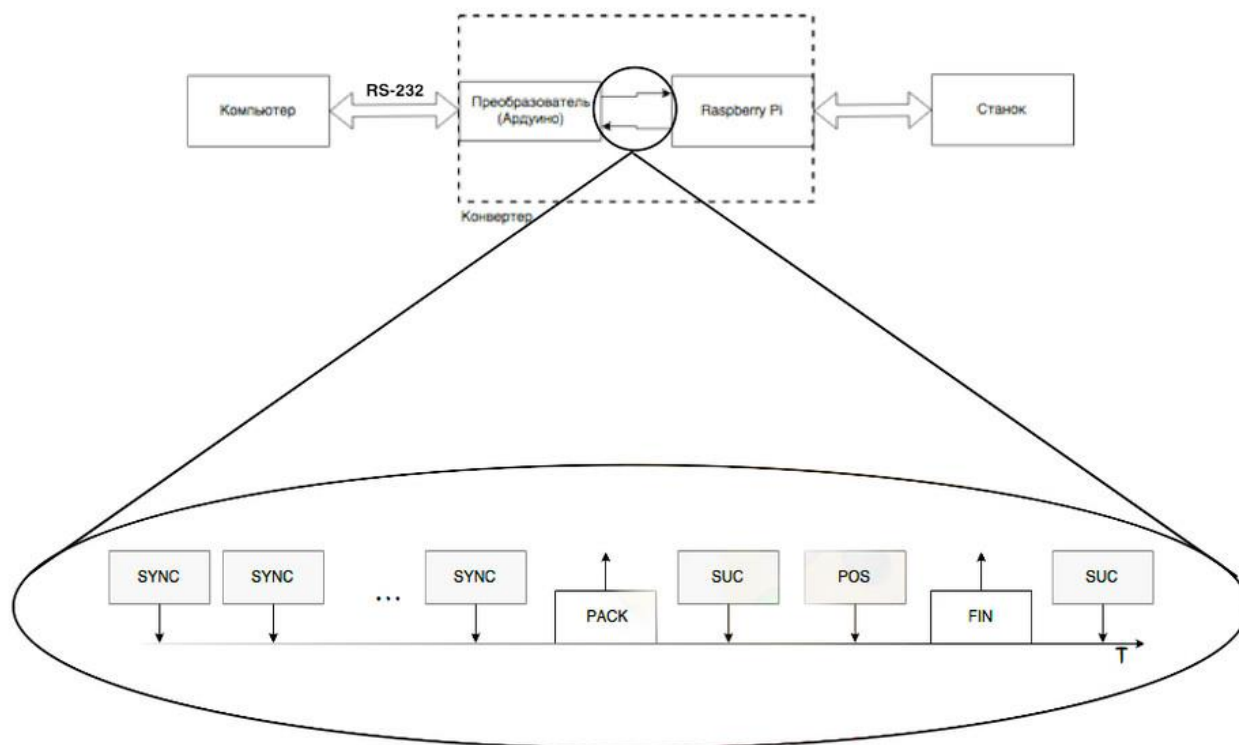 RS-232
Компьютер
Преобразователь
(Ардуино)
Raspberry Pi
Станок
Конвертер
SYNC
SYNC
...
SYNC
PACK
SUC
POS
FIN
SUC
T